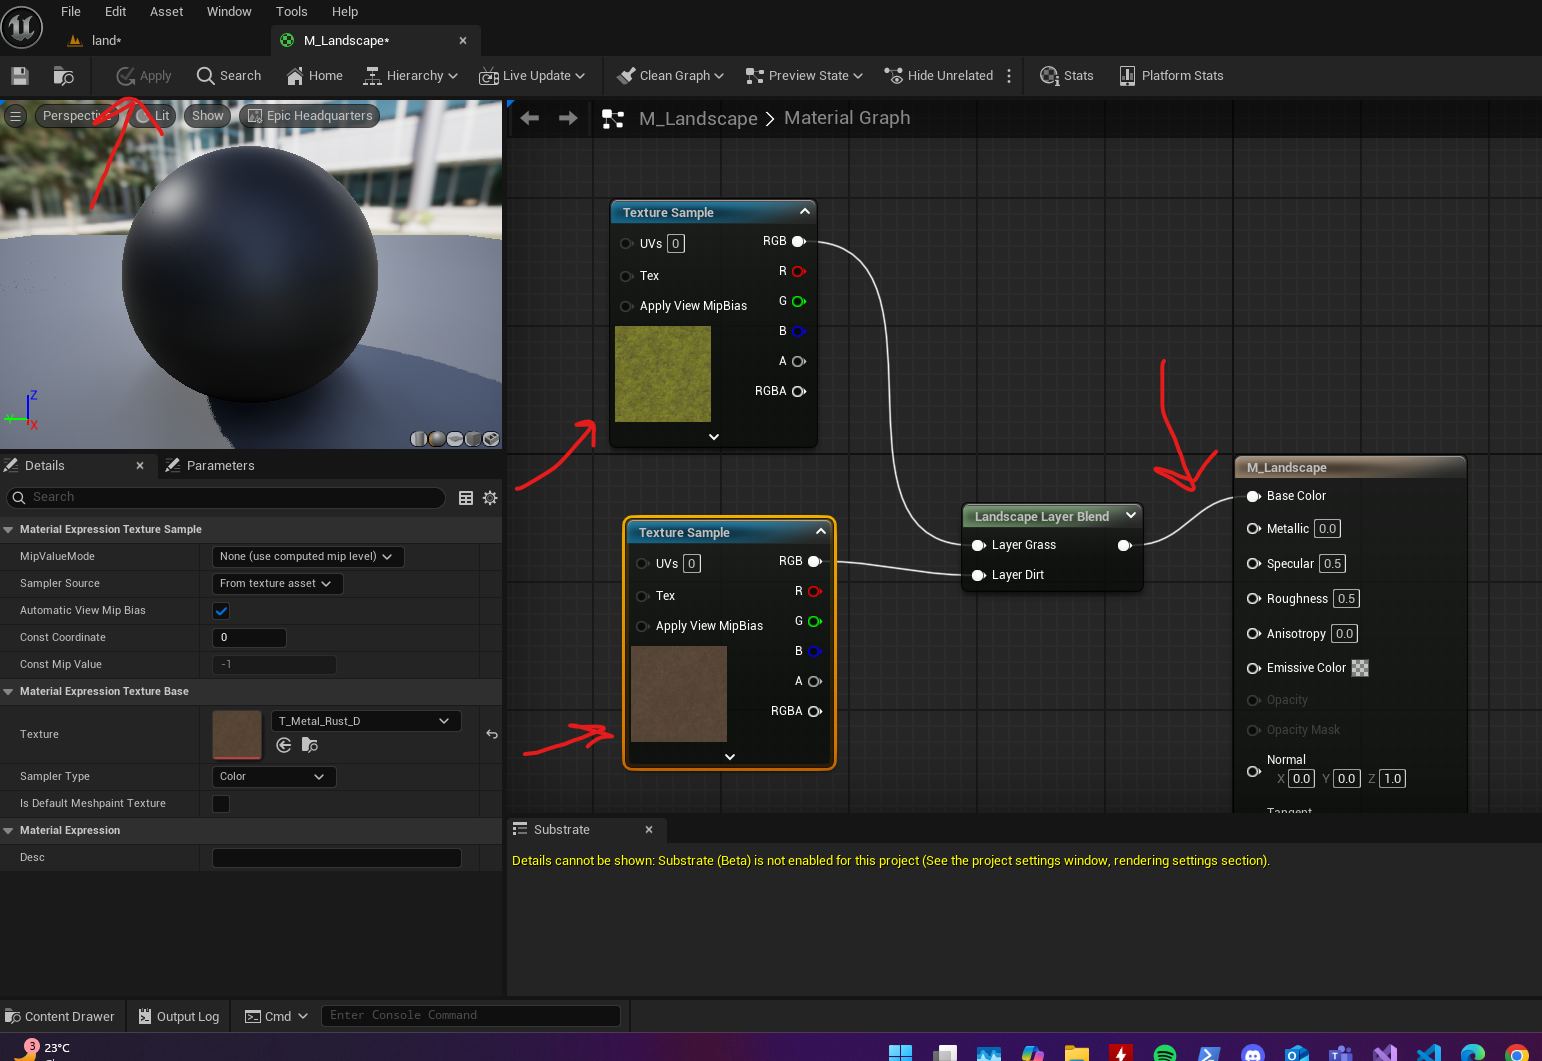 File Edit Asset Window Tools Help
land*
M_Landscape*
Apply Search Home Hierarchy Live Update Clean Graph Preview State Hide Unrelated Stats Platform Stats
Perspective Lit Show Epic Headquarters
M_Landscape > Material Graph
Z
Y
X
Texture Sample
UVs 0 RGB
Tex R
Apply View MipBias G
B
A
RGBA
Texture Sample
UVs 0 RGB
Tex R
Apply View MipBias G
B
A
RGBA
Landscape Layer Blend
Layer Grass
Layer Dirt
M_Landscape
Base Color
Metallic 0.0
Specular 0.5
Roughness 0.5
Anisotropy 0.0
Emissive Color
Opacity
Opacity Mask
Normal
X 0.0 Y 0.0 Z 1.0
Tangent
Details Parameters
Search
Material Expression Texture Sample
MipValueMode None (use computed mip level)
Sampler Source From texture asset
Automatic View Mip Bias
Const Coordinate 0
Const Mip Value -1
Material Expression Texture Base
Texture T_Metal_Rust_D
Sampler Type Color
Is Default Meshpaint Texture
Material Expression
Desc
Substrate
Details cannot be shown: Substrate (Beta) is not enabled for this project (See the project settings window, rendering settings section).
Content Drawer Output Log Cmd Enter Console Command
3 23°C